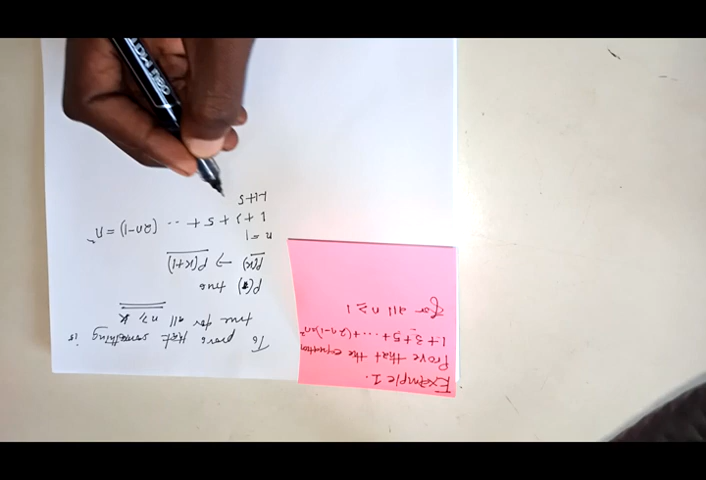 Example 1.
Prove that the equation
1+3+5+...+(2n-1)=n²
for all n ≥ 1
To prove that something is
true for all n ≥ k
P( ) true
P(k) → P(k+1)
n=1
1+3+5+ ... (2n-1) = n²
LHS